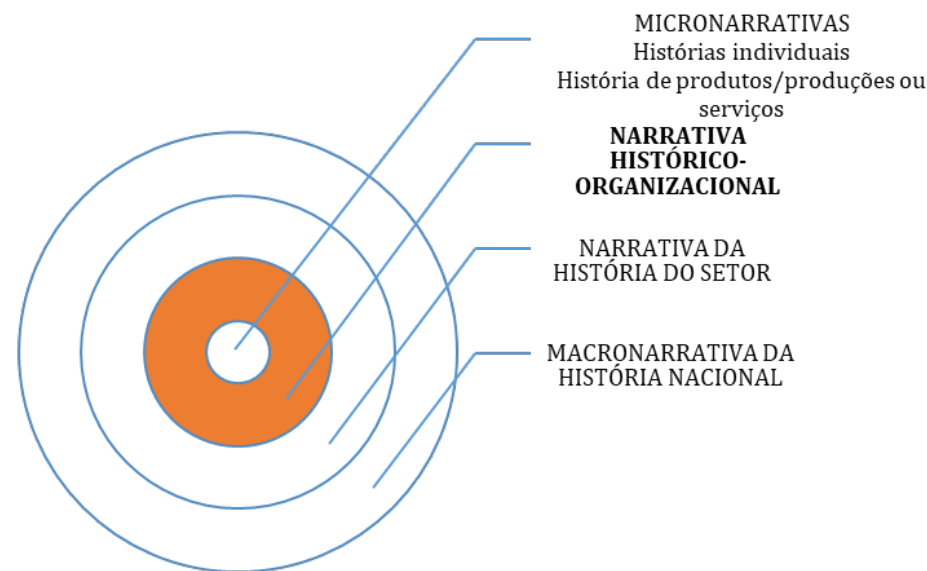 MICRONARRATIVAS
Histórias individuais
História de produtos/produções ou
serviços
NARRATIVA
HISTÓRICO-
ORGANIZACIONAL
NARRATIVA DA
HISTÓRIA DO SETOR
MACRONARRATIVA DA
HISTÓRIA NACIONAL